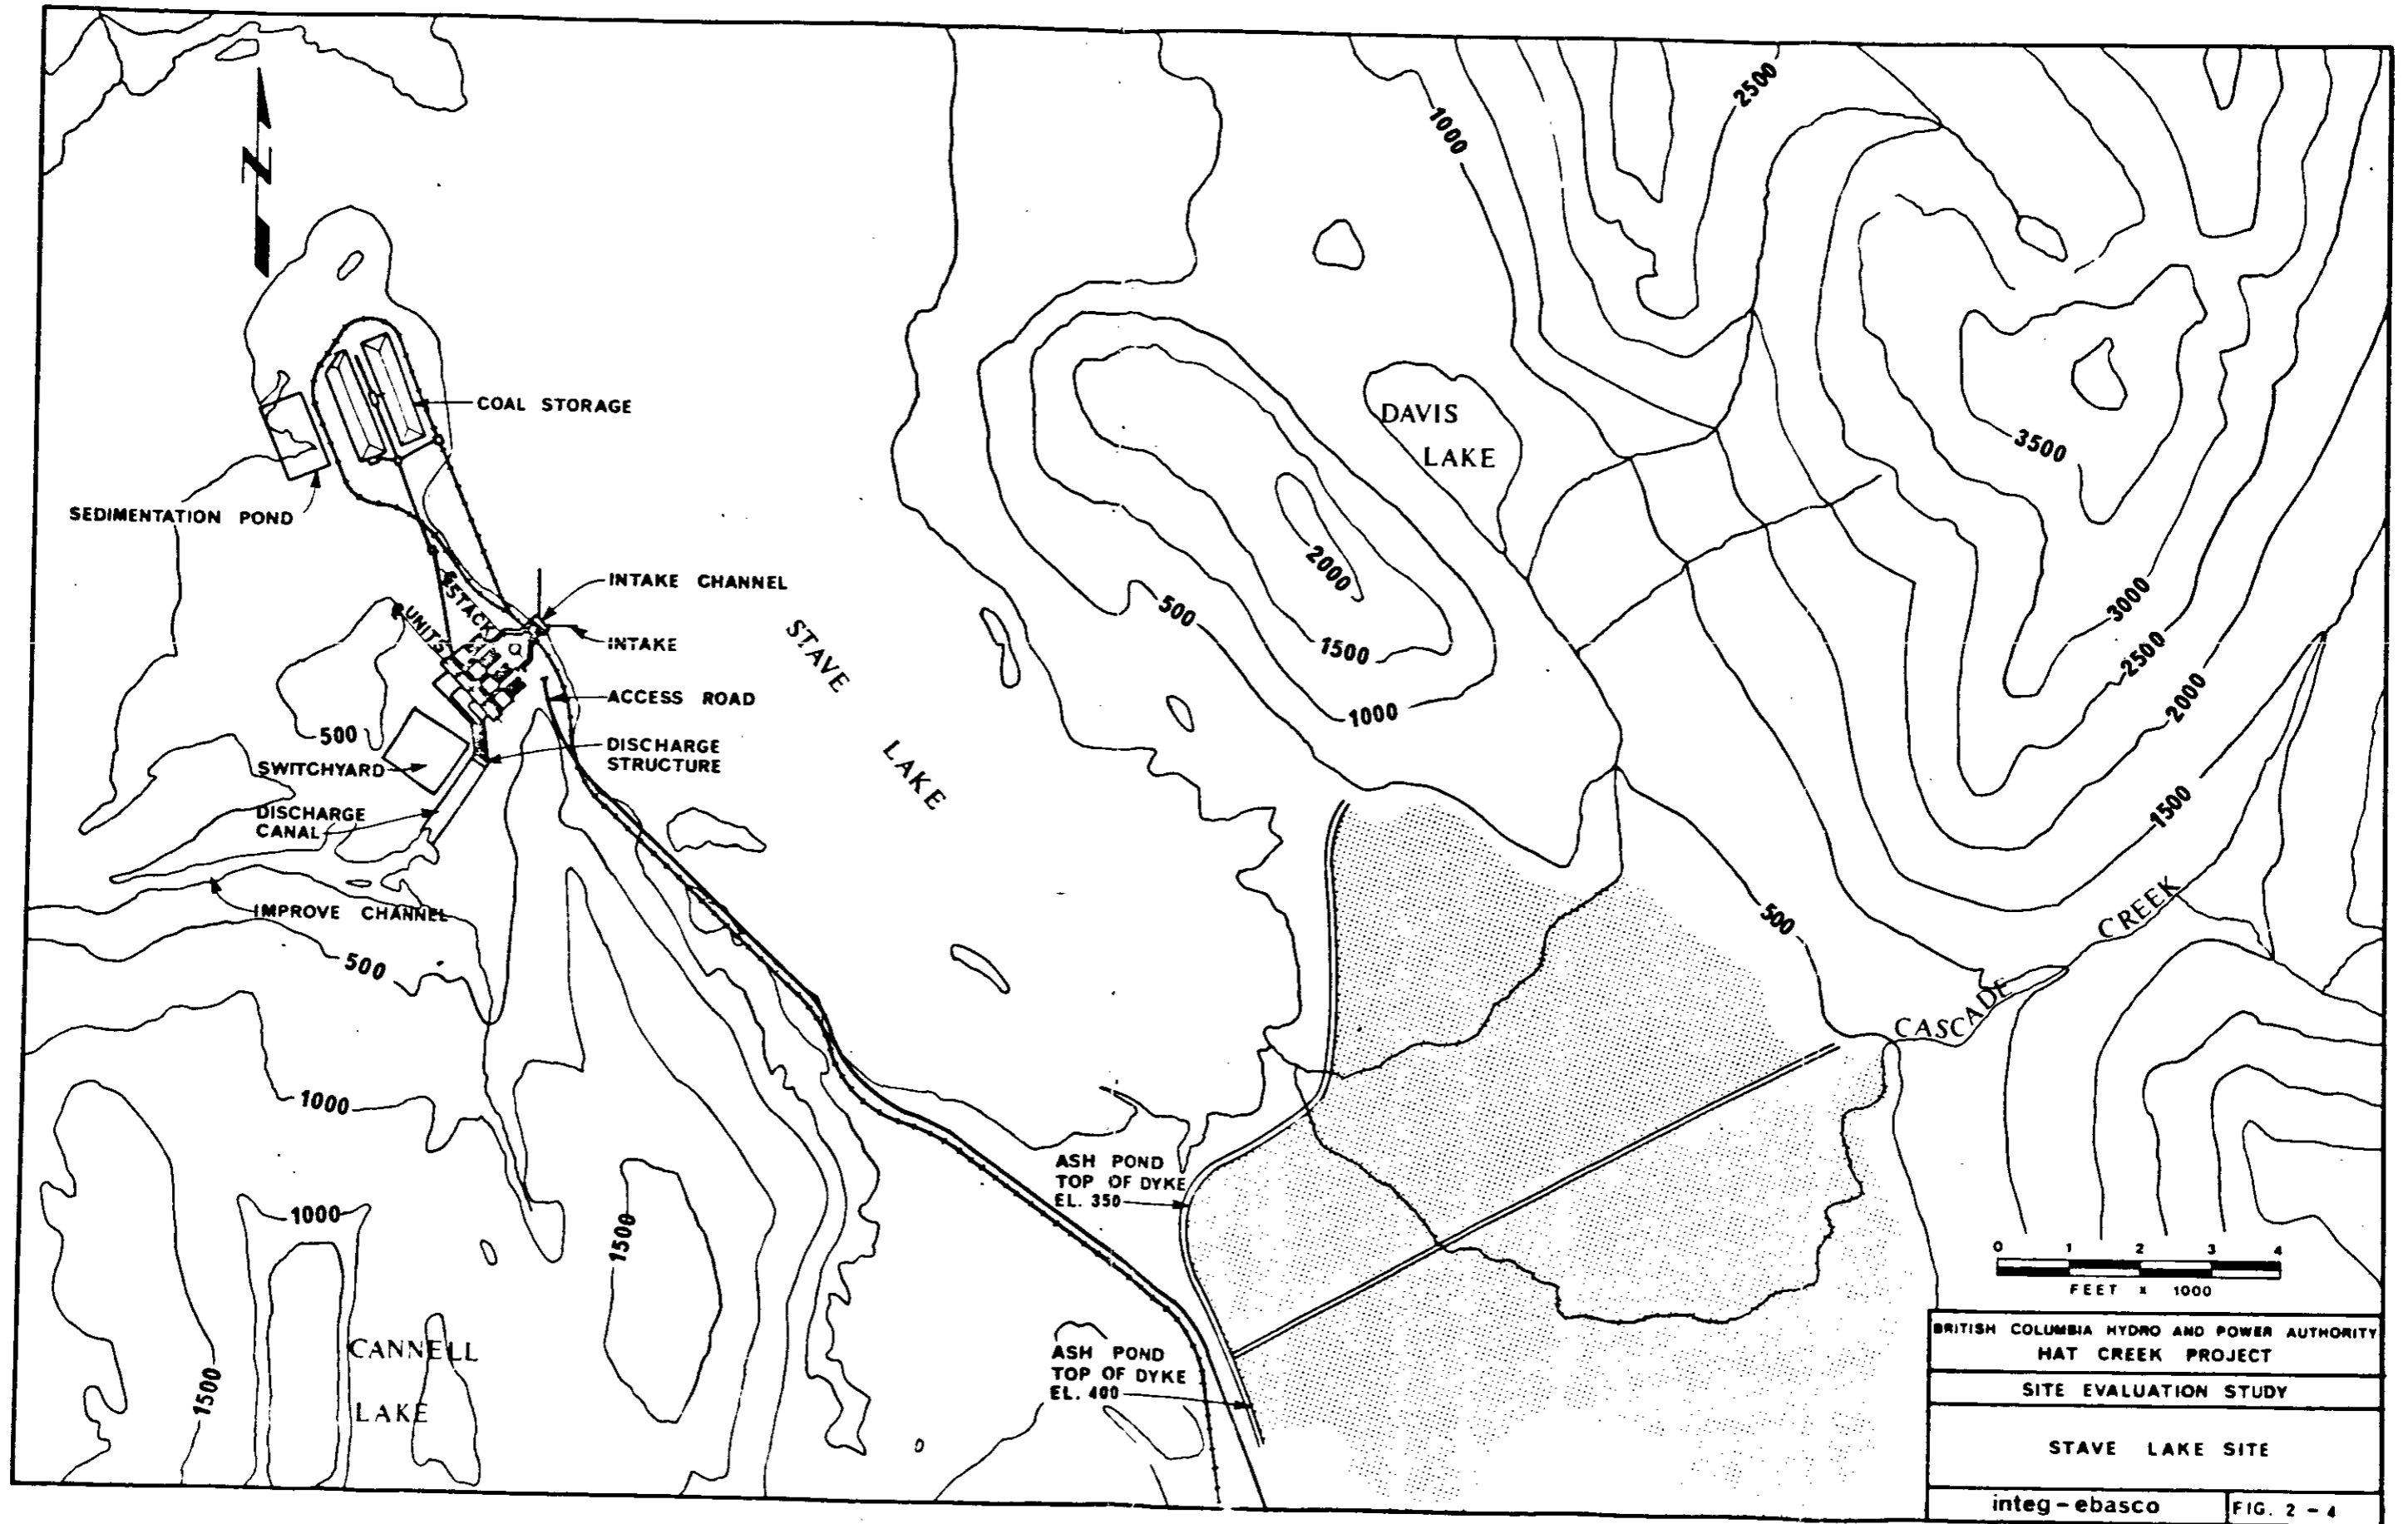 N
2500
1000
COAL STORAGE
DAVIS
LAKE
3500
SEDIMENTATION POND
2000
STACK
INTAKE CHANNEL
UNITS
500
3000
STAVE
LAKE
INTAKE
1500
2500
ACCESS ROAD
2000
1000
500
DISCHARGE
STRUCTURE
SWITCHYARD
1500
DISCHARGE
CANAL
IMPROVE CHANNEL
500
CASCADE CREEK
500
1000
ASH POND
TOP OF DYKE
EL. 350
1000
1500
0 1 2 3 4
FEET x 1000
CANNELL
LAKE
1500
ASH POND
TOP OF DYKE
EL. 400
BRITISH COLUMBIA HYDRO AND POWER AUTHORITY
HAT CREEK PROJECT
SITE EVALUATION STUDY
STAVE LAKE SITE
integ-ebasco
FIG. 2 - 4